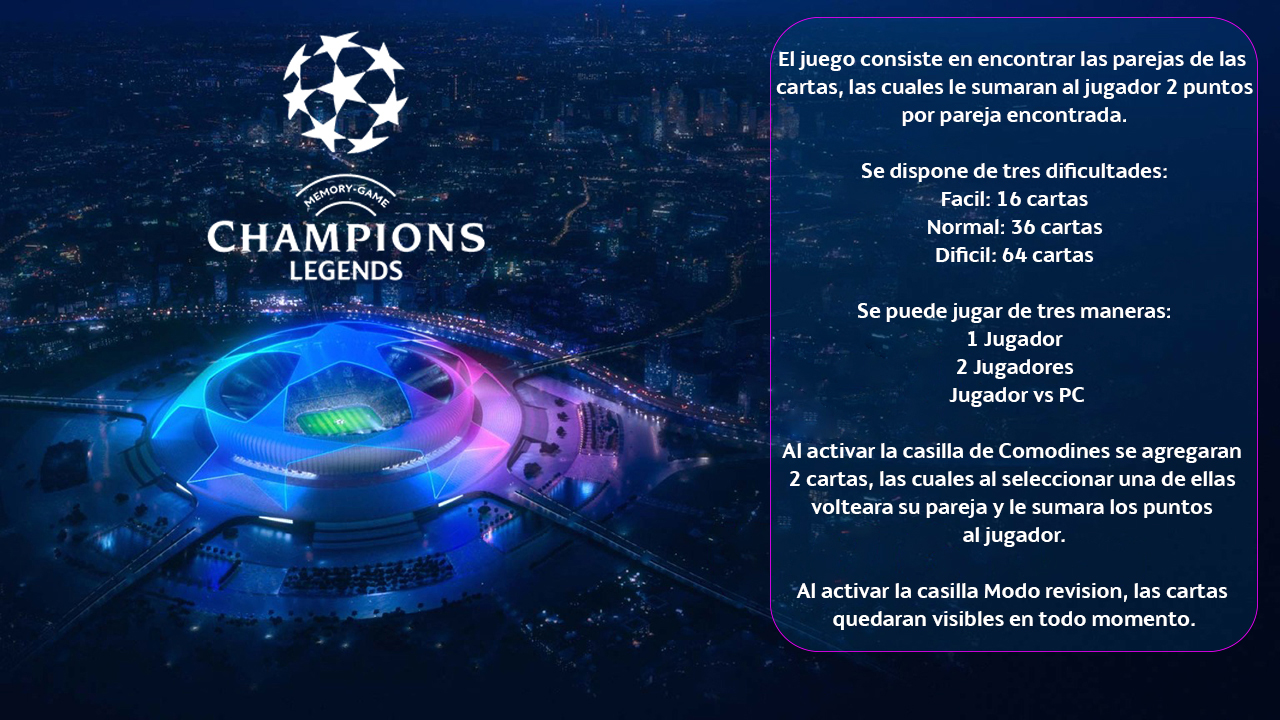 MEMORY-GAME
CHAMPIONS
LEGENDS
El juego consiste en encontrar las parejas de las
cartas, las cuales le sumaran al jugador 2 puntos
por pareja encontrada.
Se dispone de tres dificultades:
Facil: 16 cartas
Normal: 36 cartas
Dificil: 64 cartas
Se puede jugar de tres maneras:
1 Jugador
2 Jugadores
Jugador vs PC
Al activar la casilla de Comodines se agregaran
2 cartas, las cuales al seleccionar una de ellas
volteara su pareja y le sumara los puntos
al jugador.
Al activar la casilla Modo revision, las cartas
quedaran visibles en todo momento.